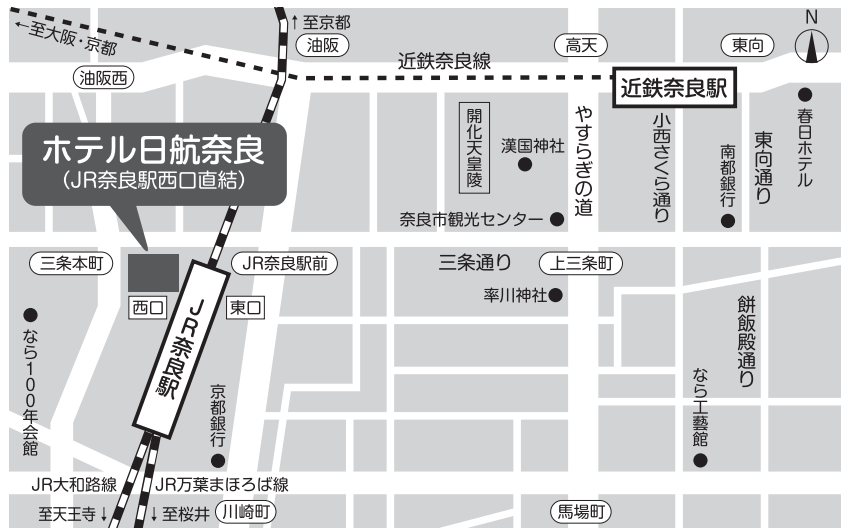 ←至大阪・京都
↑至京都
油阪
油阪西
近鉄奈良線
高天
東向
N
近鉄奈良駅
ホテル日航奈良
(JR奈良駅西口直結)
開化天皇陵
漢国神社
やすらぎの道
小西さくら通り
南都銀行
東向通り
春日ホテル
奈良市観光センター
三条本町
JR奈良駅前
三条通り
上三条町
西口
東口
JR奈良駅
率川神社
餅飯殿通り
なら100年会館
京都銀行
なら工藝館
JR大和路線
JR万葉まほろば線
至天王寺↓
↓至桜井
川崎町
馬場町